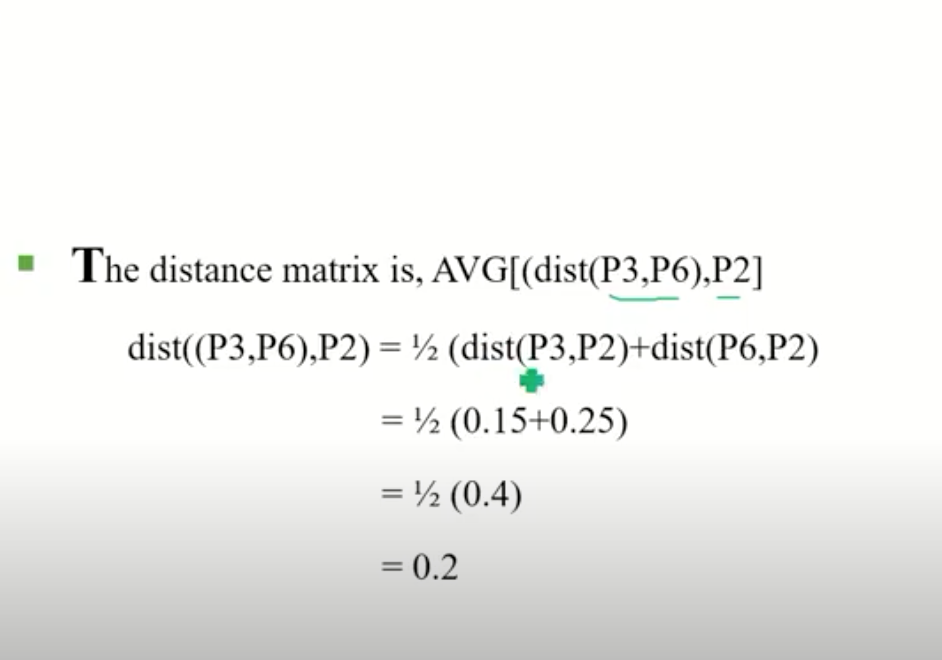 The distance matrix is, AVG[(dist(P3,P6),P2]
dist((P3,P6),P2) = ½ (dist(P3,P2)+dist(P6,P2)
= ½ (0.15+0.25)
= ½ (0.4)
= 0.2